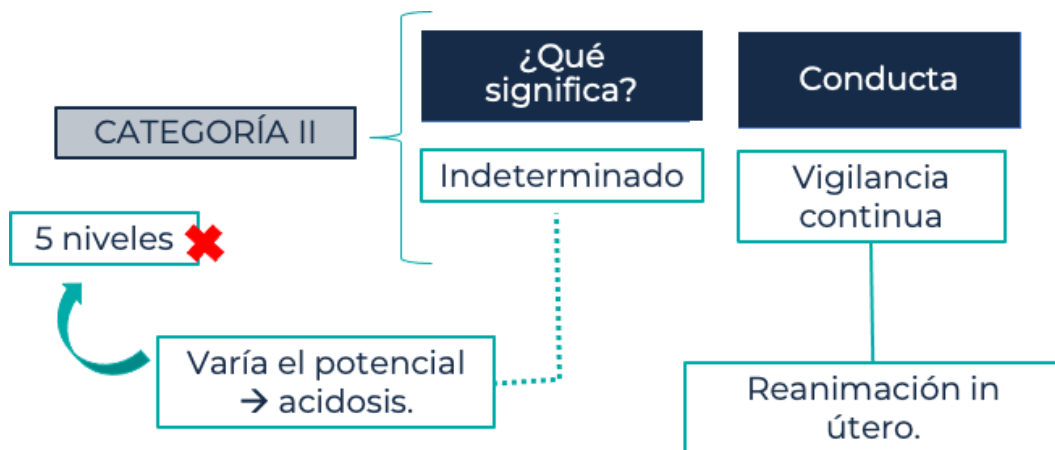 ¿Qué
significa?
Conducta
CATEGORÍA II
Indeterminado
Vigilancia
continua
5 niveles
Varía el potencial
→ acidosis.
Reanimación in
útero.